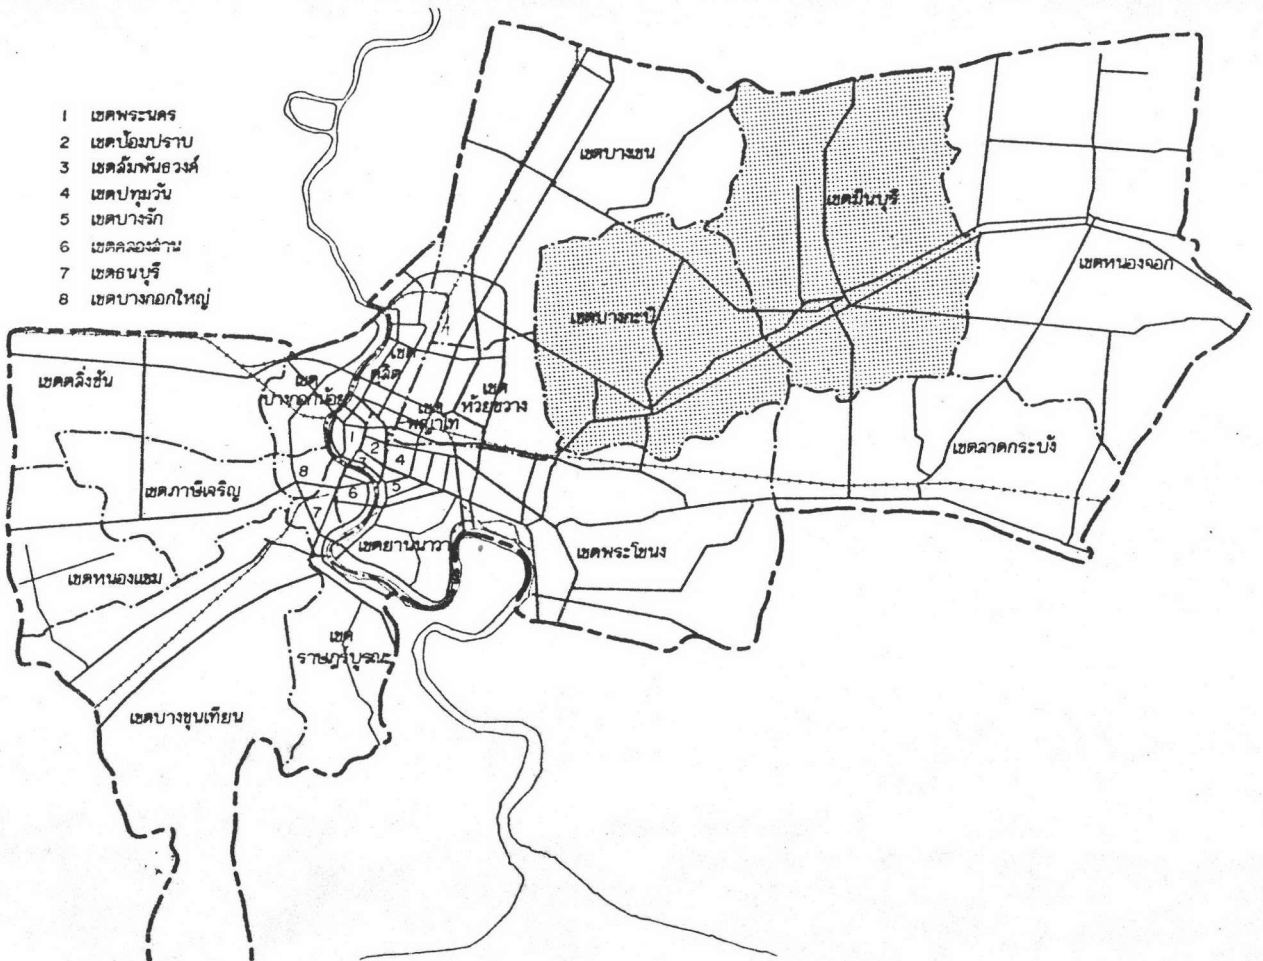 1 เขตพระนคร
2 เขตป้อมปราบ
3 เขตสัมพันธวงศ์
4 เขตปทุมวัน
5 เขตบางรัก
6 เขตคลองสาน
7 เขตธนบุรี
8 เขตบางกอกใหญ่
เขตบางเขน
เขตมีนบุรี
เขตหนองจอก
เขตบางกะปิ
เขตตลิ่งชัน
เขต
บางกอกน้อย
เขต
ดุสิต
เขต
พญาไท
เขต
ห้วยขวาง
1
2
3
4
5
6
7
8
เขตลาดกระบัง
เขตภาษีเจริญ
เขตยานนาวา
เขตพระโขนง
เขตหนองแขม
เขต
ราษฎร์บูรณะ
เขตบางขุนเทียน